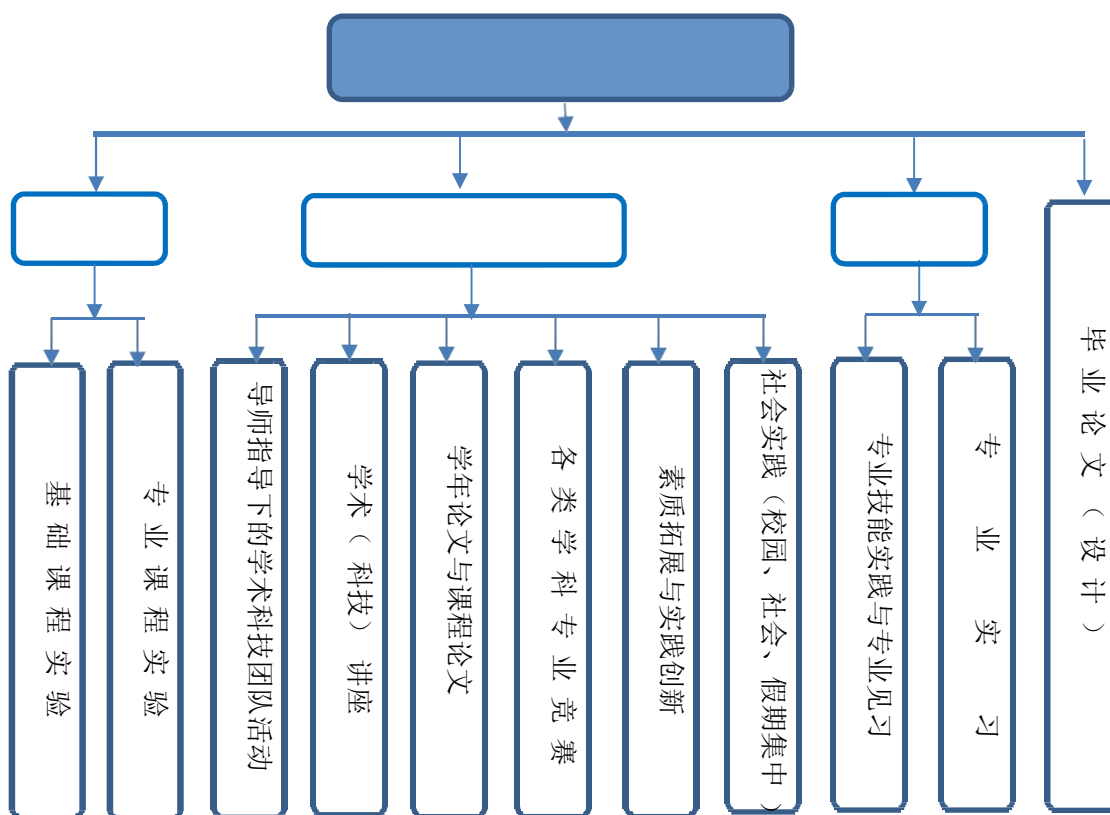 基础课程实验
专业课程实验
导师指导下的学术科技团队活动
学术（科技） 讲座
学年论文与课程论文
各类学科专业竞赛
素质拓展与实践创新
社会实践（校园、社会、假期集中）
专业技能实践与专业见习
专业实习
毕业论文（设计）